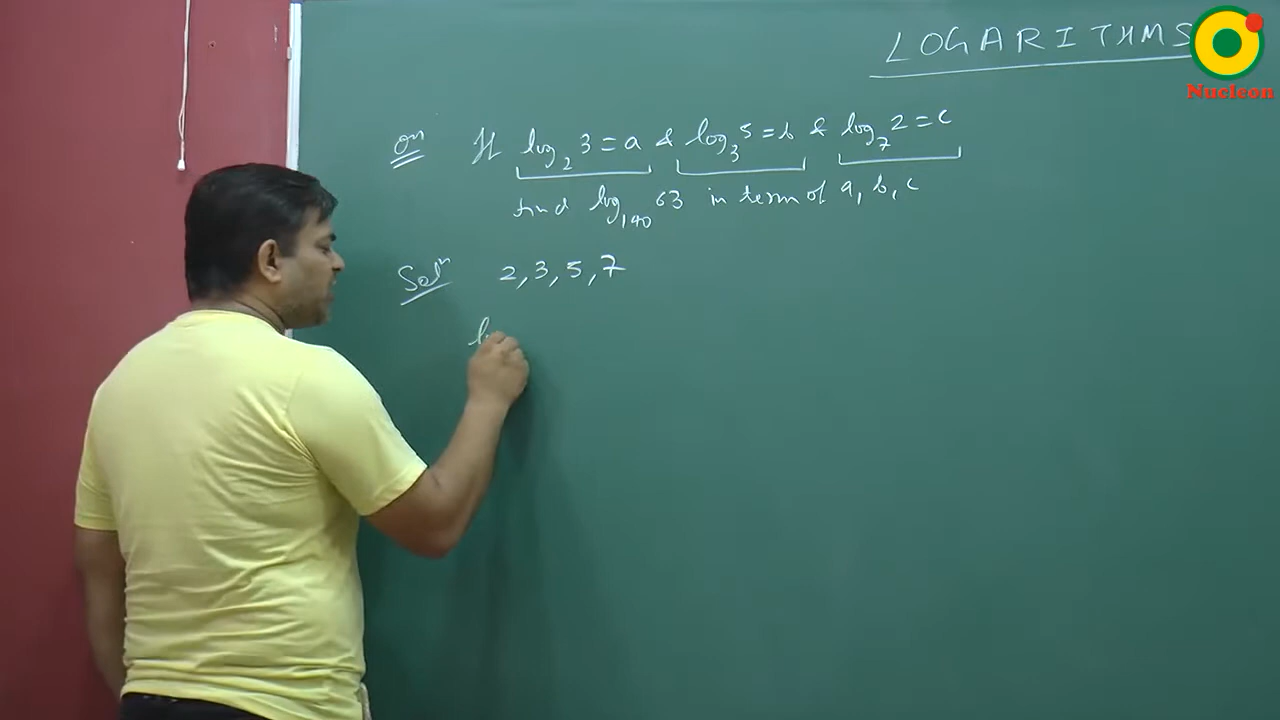 LOGARITHMS
Nucleon
Qn If log₂3=a & log₃5=b & log₇2=c
find log₁₄₀63 in term of a, b, c
Solⁿ 2,3,5,7